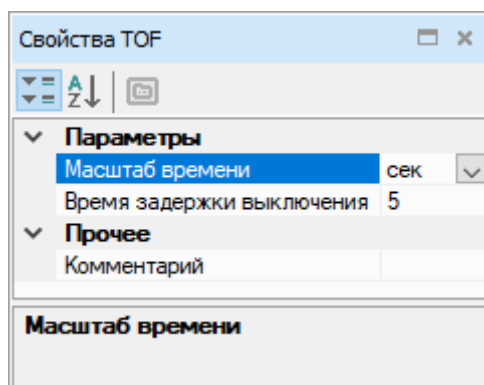 Свойства TOF
Параметры
Масштаб времени сек
Время задержки выключения 5
Прочее
Комментарий
Масштаб времени